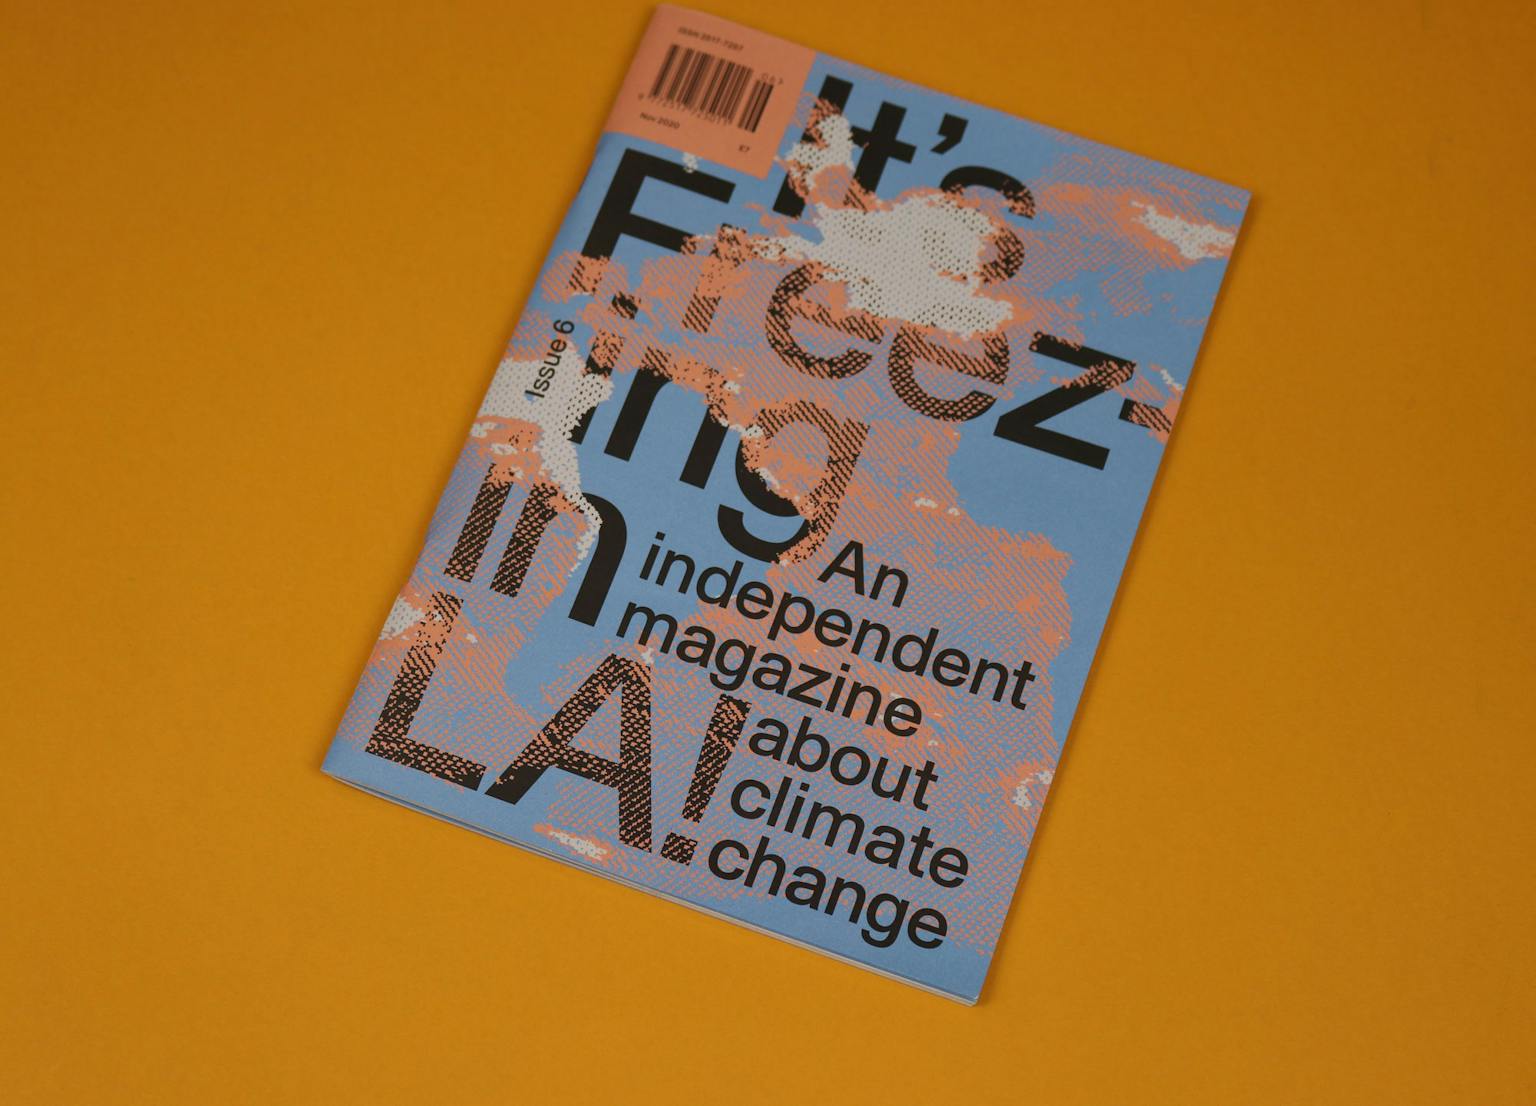 ISSN 2517-7257
06>
Nov 2020
£7
It's
Freez-
ing
in
LA!
Issue 6
An
independent
magazine
about
climate
change